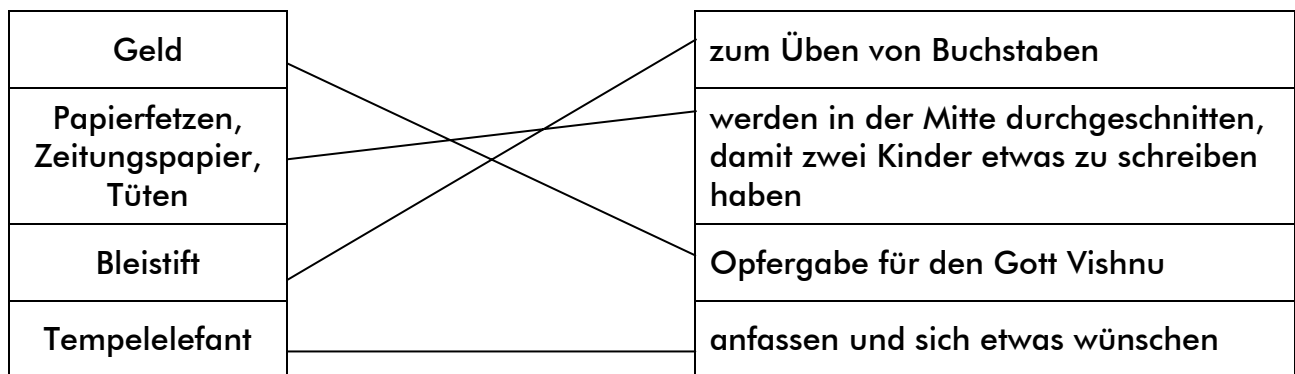 Geld
Papierfetzen,
Zeitungspapier,
Tüten
Bleistift
Tempelelefant
zum Üben von Buchstaben
werden in der Mitte durchgeschnitten,
damit zwei Kinder etwas zu schreiben
haben
Opfergabe für den Gott Vishnu
anfassen und sich etwas wünschen